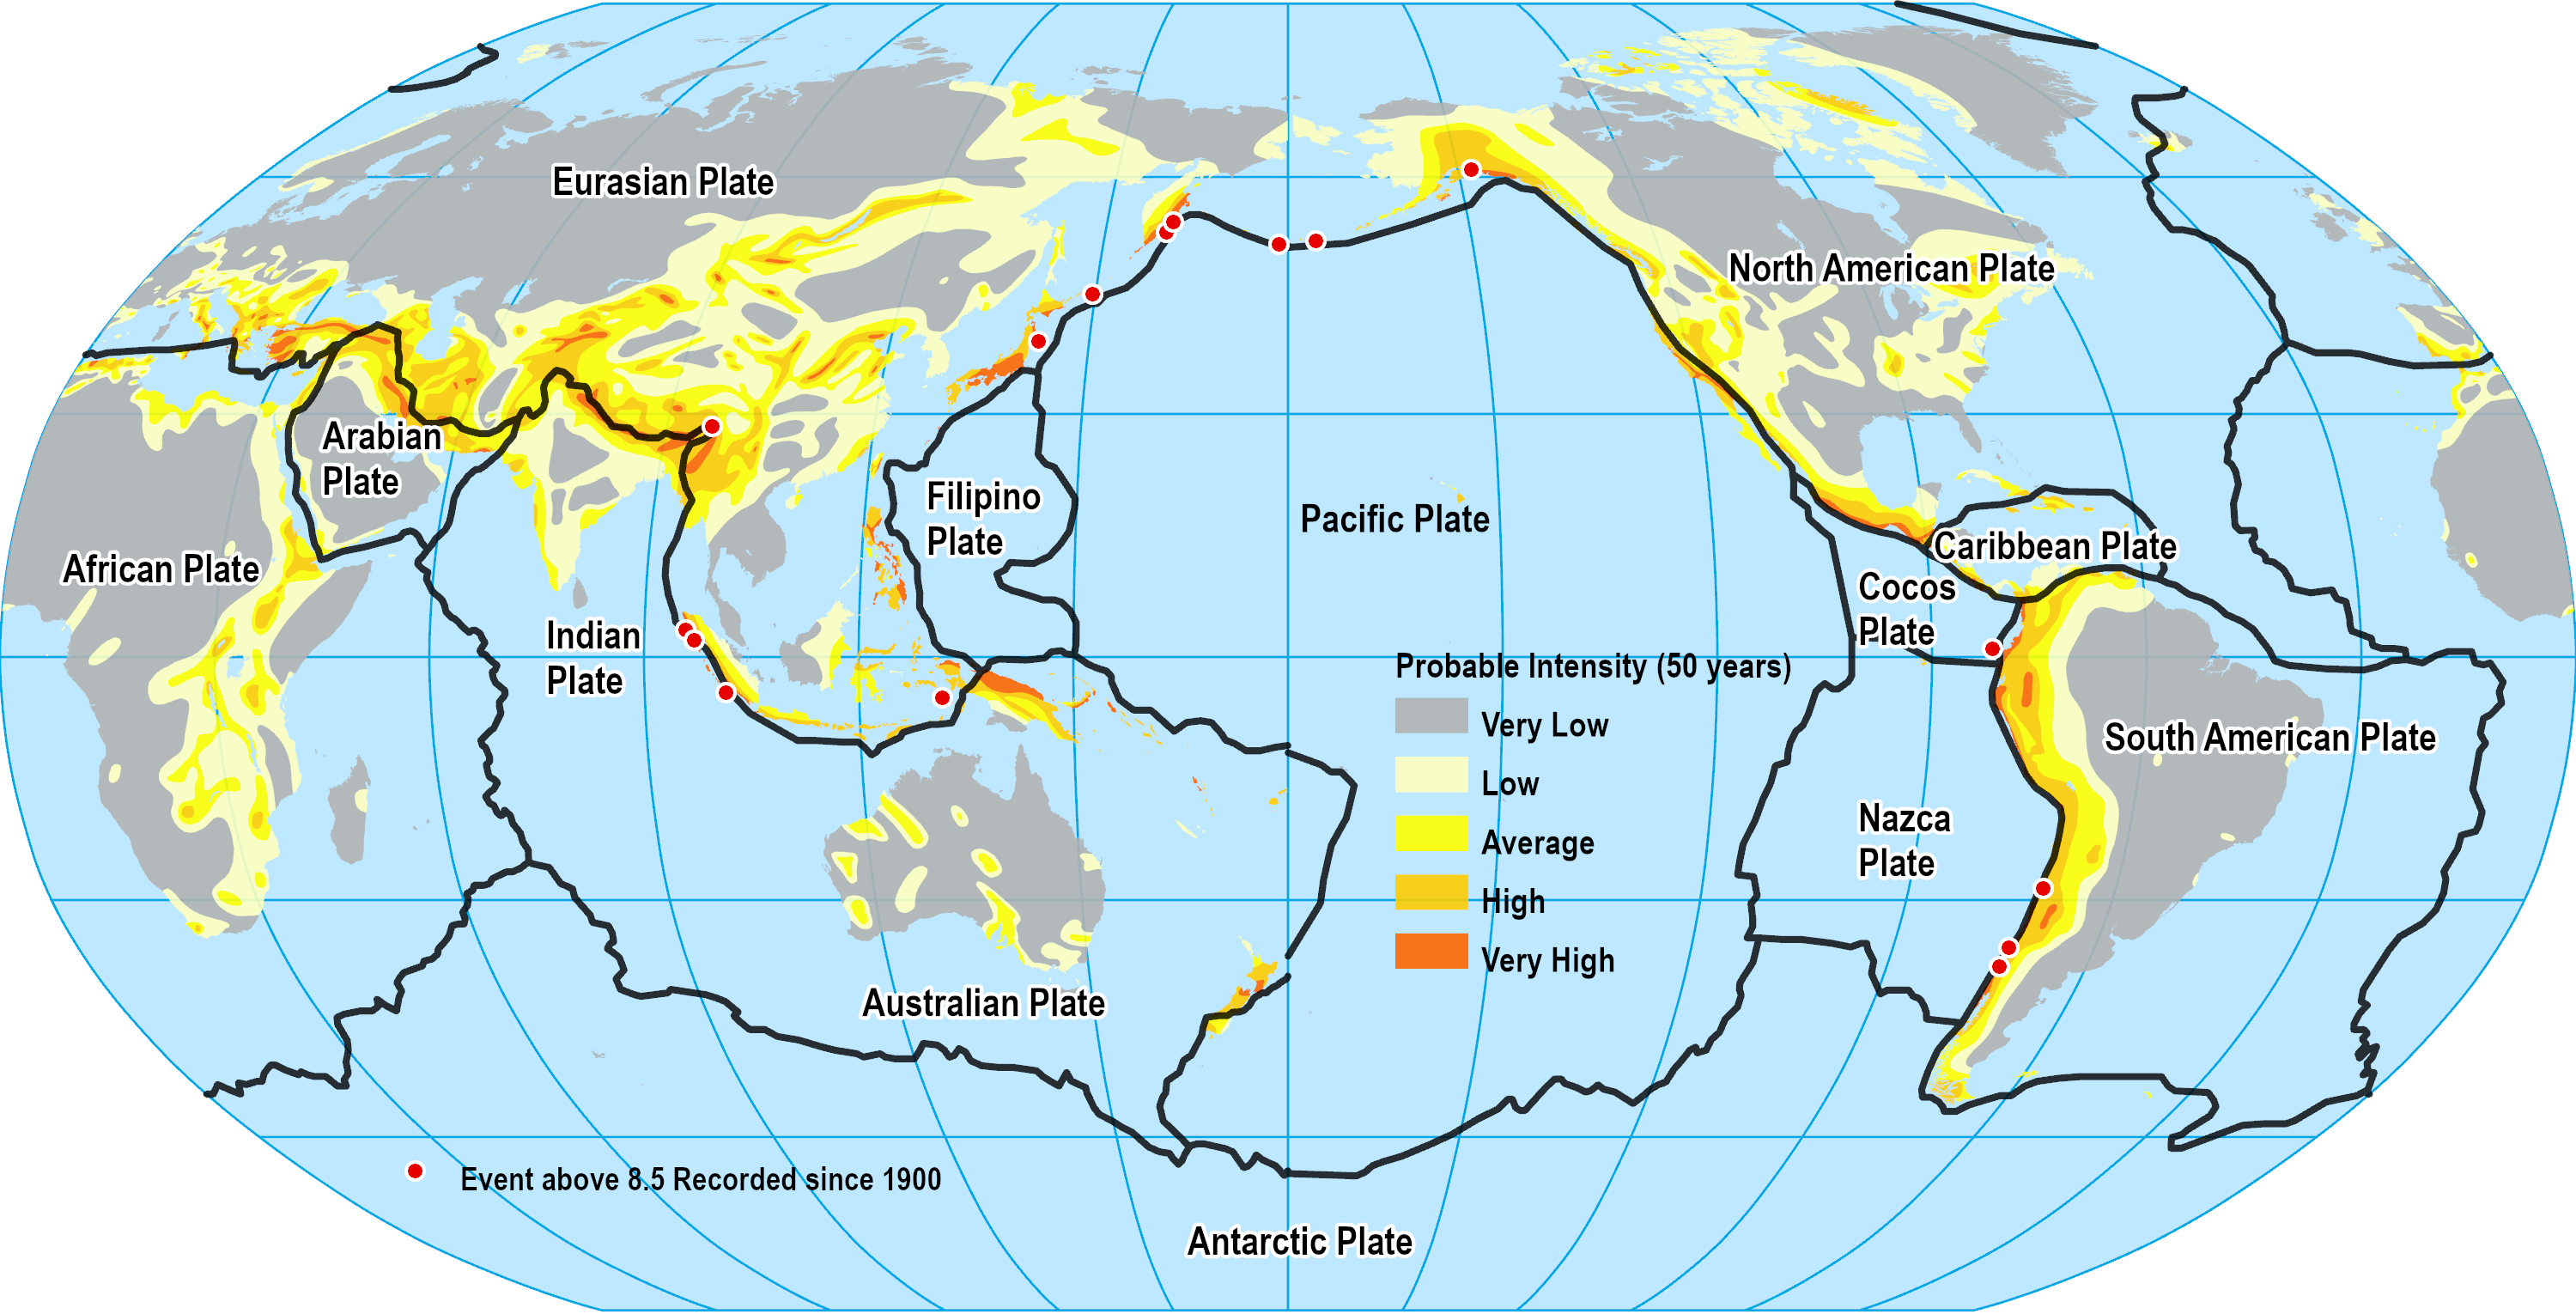 Eurasian Plate
North American Plate
Arabian
Plate
Filipino
Plate
Pacific Plate
African Plate
Caribbean Plate
Cocos
Plate
Indian
Plate
Probable Intensity (50 years)
Very Low
Low
Average
High
Very High
South American Plate
Nazca
Plate
Australian Plate
Event above 8.5 Recorded since 1900
Antarctic Plate